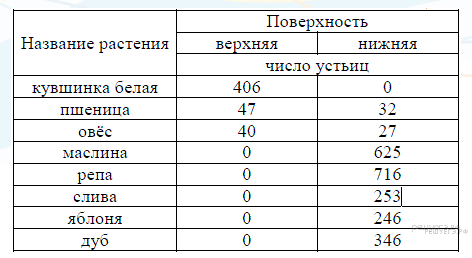 Поверхность
Название растения верхняя нижняя
число устьиц
кувшинка белая 406 0
пшеница 47 32
овёс 40 27
маслина 0 625
репа 0 716
слива 0 253
яблоня 0 246
дуб 0 346